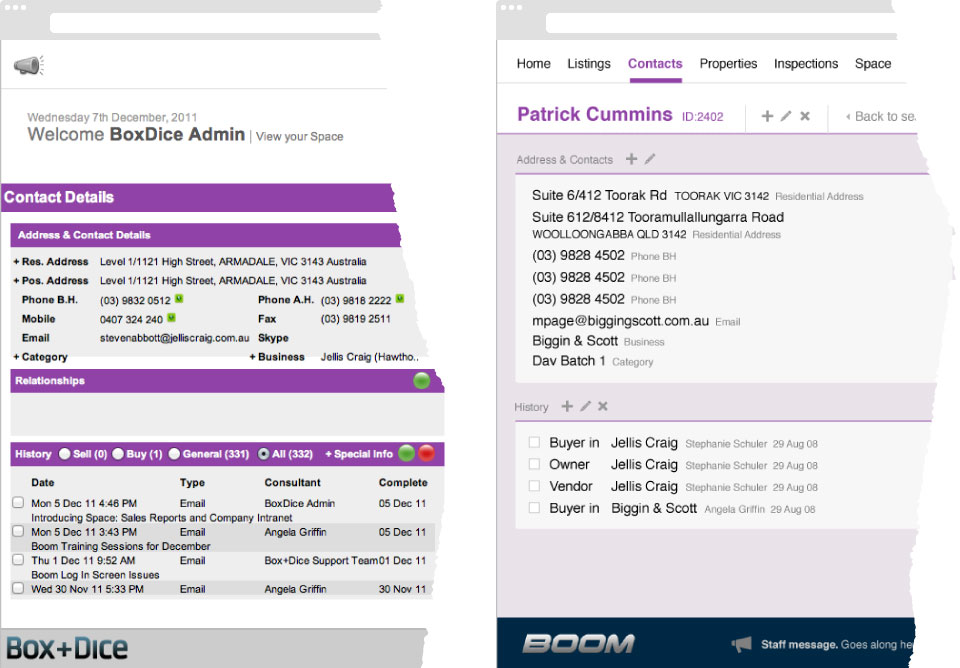 Wednesday 7th December, 2011
Welcome BoxDice Admin | View your Space
Contact Details
Address & Contact Details
+ Res. Address Level 1/1121 High Street, ARMADALE, VIC 3143 Australia
+ Pos. Address Level 1/1121 High Street, ARMADALE, VIC 3143 Australia
Phone B.H. (03) 9832 0512 M Phone A.H. (03) 9818 2222 M
Mobile 0407 324 240 M Fax (03) 9819 2511
Email stevenabbott@jelliscraig.com.au Skype
+ Category + Business Jellis Craig (Hawtho..
Relationships
History Sell (0) Buy (1) General (331) All (332) + Special Info
Date Type Consultant Complete
Mon 5 Dec 11 4:46 PM Email BoxDice Admin 05 Dec 11
Introducing Space: Sales Reports and Company Intranet
Mon 5 Dec 11 3:43 PM Email Angela Griffin 05 Dec 11
Boom Training Sessions for December
Thu 1 Dec 11 9:52 AM Email Box+Dice Support Team 01 Dec 11
Boom Log In Screen Issues
Wed 30 Nov 11 5:33 PM Email Angela Griffin 30 Nov 11
Box+Dice
Home Listings Contacts Properties Inspections Space
Patrick Cummins ID:2402 Back to se
Address & Contacts
Suite 6/412 Toorak Rd TOORAK VIC 3142 Residential Address
Suite 612/8412 Tooramullallungarra Road
WOOLLOONGABBA QLD 3142 Residential Address
(03) 9828 4502 Phone BH
(03) 9828 4502 Phone BH
(03) 9828 4502 Phone BH
mpage@biggingscott.com.au Email
Biggin & Scott Business
Dav Batch 1 Category
History
Buyer in Jellis Craig Stephanie Schuler 29 Aug 08
Owner Jellis Craig Stephanie Schuler 29 Aug 08
Vendor Jellis Craig Stephanie Schuler 29 Aug 08
Buyer in Biggin & Scott Angela Griffin 29 Aug 08
BOOM Staff message. Goes along he